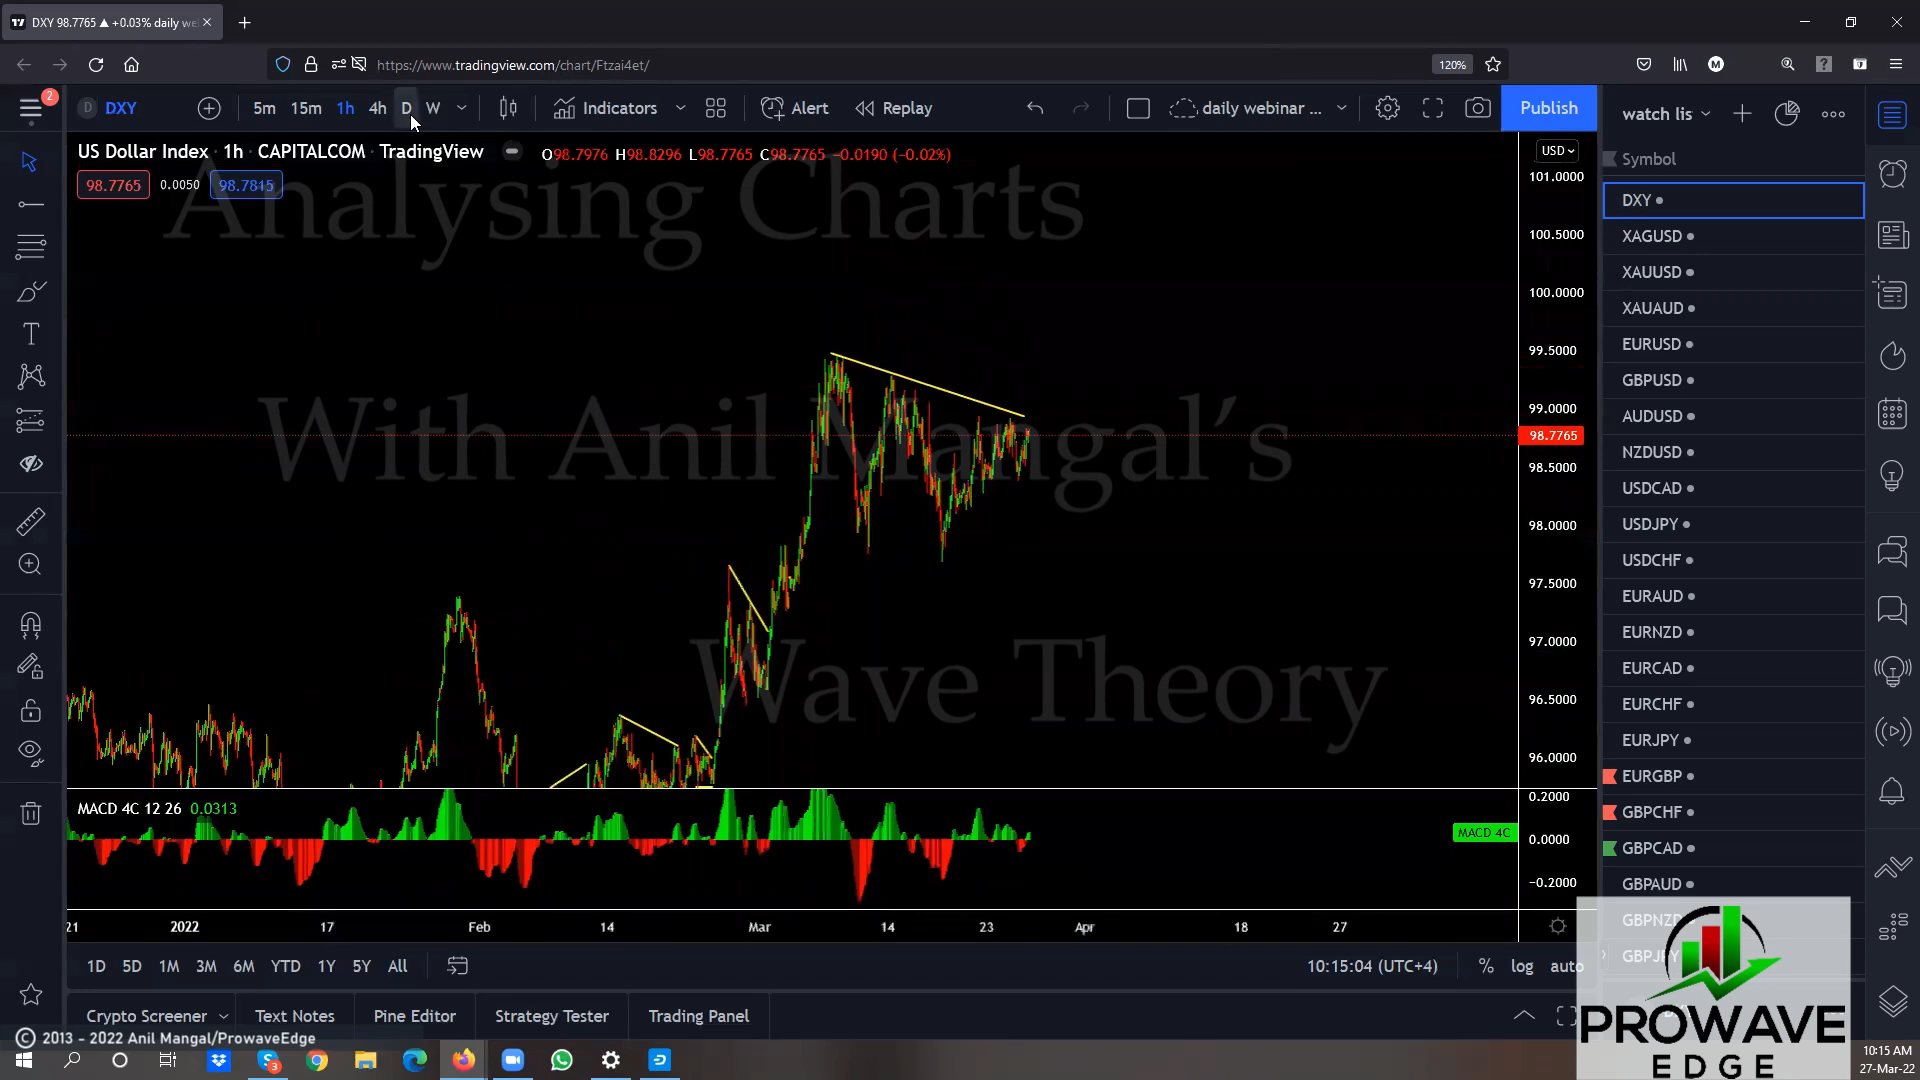 DXY 98.7765 ▲ +0.03% daily we
https://www.tradingview.com/chart/Ftzai4et/
120%
2
D DXY 5m 15m 1h 4h D W Indicators Alert Replay daily webinar ... Publish
watch lis
US Dollar Index · 1h · CAPITALCOM · TradingView
O98.7976 H98.8296 L98.7765 C98.7765 −0.0190 (−0.02%)
98.7765 0.0050 98.7815
Analysing Charts
With Anil Mangal's
Wave Theory
USD
101.0000
100.5000
100.0000
99.5000
99.0000
98.7765
98.5000
98.0000
97.5000
97.0000
96.5000
96.0000
MACD 4C 12 26 0.0313
MACD 4C
0.2000
0.0000
−0.2000
21 2022 17 Feb 14 Mar 14 23 Apr 18 27
1D 5D 1M 3M 6M YTD 1Y 5Y All
10:15:04 (UTC+4) % log auto
Crypto Screener Text Notes Pine Editor Strategy Tester Trading Panel
Symbol
DXY
XAGUSD
XAUUSD
XAUAUD
EURUSD
GBPUSD
AUDUSD
NZDUSD
USDCAD
USDJPY
USDCHF
EURAUD
EURNZD
EURCAD
EURCHF
EURJPY
EURGBP
GBPCHF
GBPCAD
GBPAUD
GBPNZD
GBPJPY
PROWAVE
EDGE
© 2013 - 2022 Anil Mangal/ProwaveEdge
3
10:15 AM
27-Mar-22